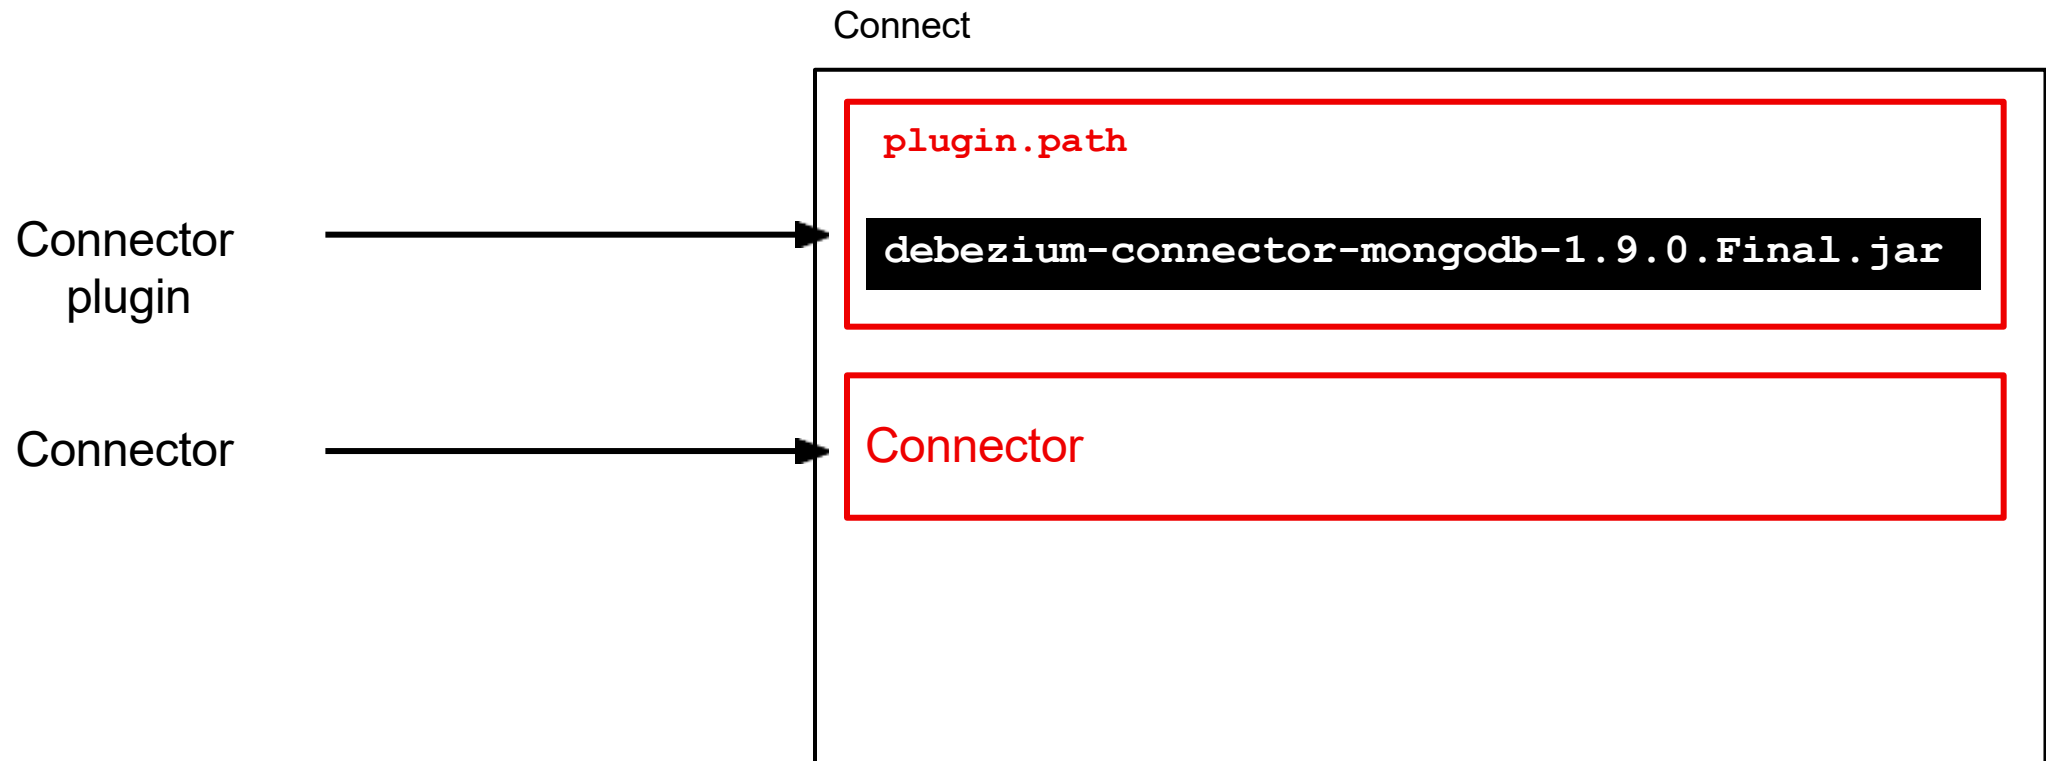 Connect
plugin.path
Connector
plugin
debezium-connector-mongodb-1.9.0.Final.jar
Connector
Connector